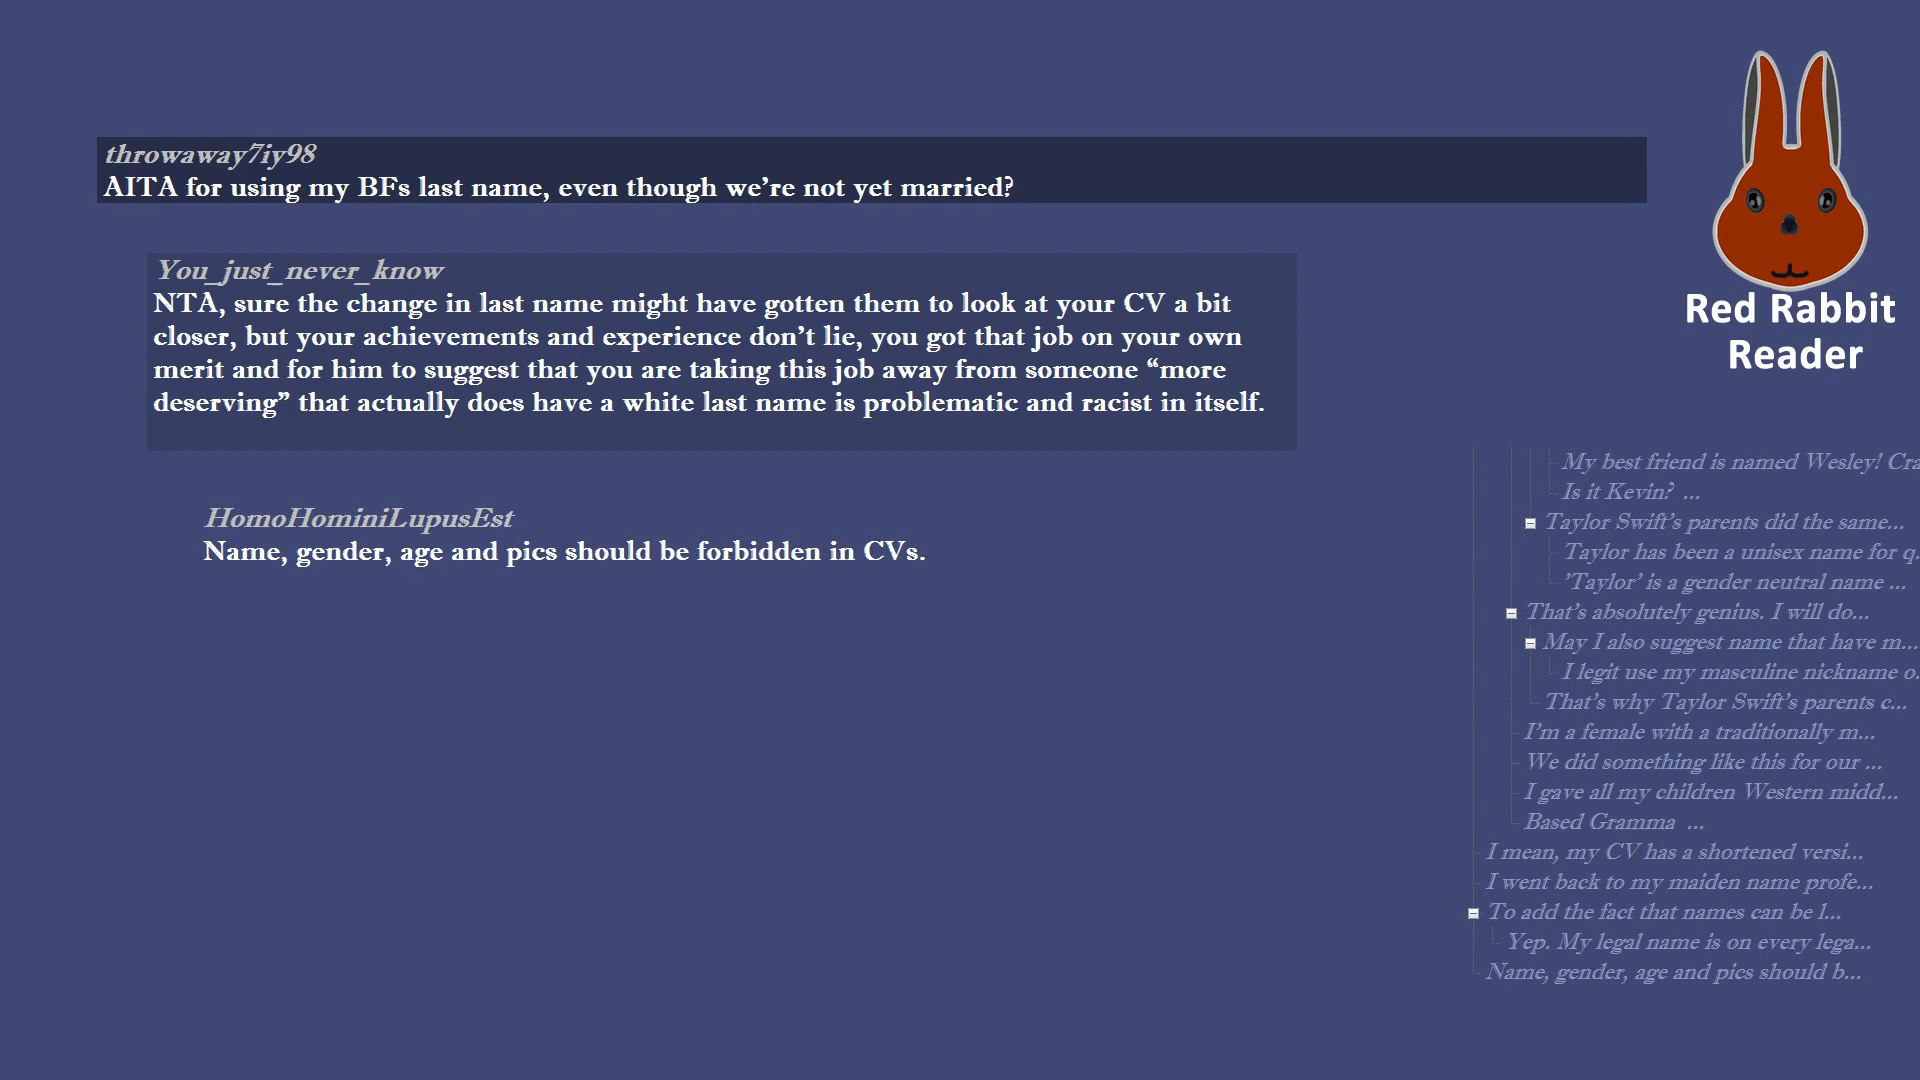 throwaway7iy98
AITA for using my BFs last name, even though we're not yet married?
You_just_never_know
NTA, sure the change in last name might have gotten them to look at your CV a bit
closer, but your achievements and experience don't lie, you got that job on your own
merit and for him to suggest that you are taking this job away from someone “more
deserving” that actually does have a white last name is problematic and racist in itself.
HomoHominiLupusEst
Name, gender, age and pics should be forbidden in CVs.
Red Rabbit
Reader
My best friend is named Wesley! Cra
Is it Kevin? ...
Taylor Swift's parents did the same...
Taylor has been a unisex name for q.
'Taylor' is a gender neutral name ...
That's absolutely genius. I will do...
May I also suggest name that have m...
I legit use my masculine nickname o.
That's why Taylor Swift's parents c...
I'm a female with a traditionally m...
We did something like this for our ...
I gave all my children Western midd...
Based Gramma ...
I mean, my CV has a shortened versi...
I went back to my maiden name profe...
To add the fact that names can be l...
Yep. My legal name is on every lega...
Name, gender, age and pics should b...